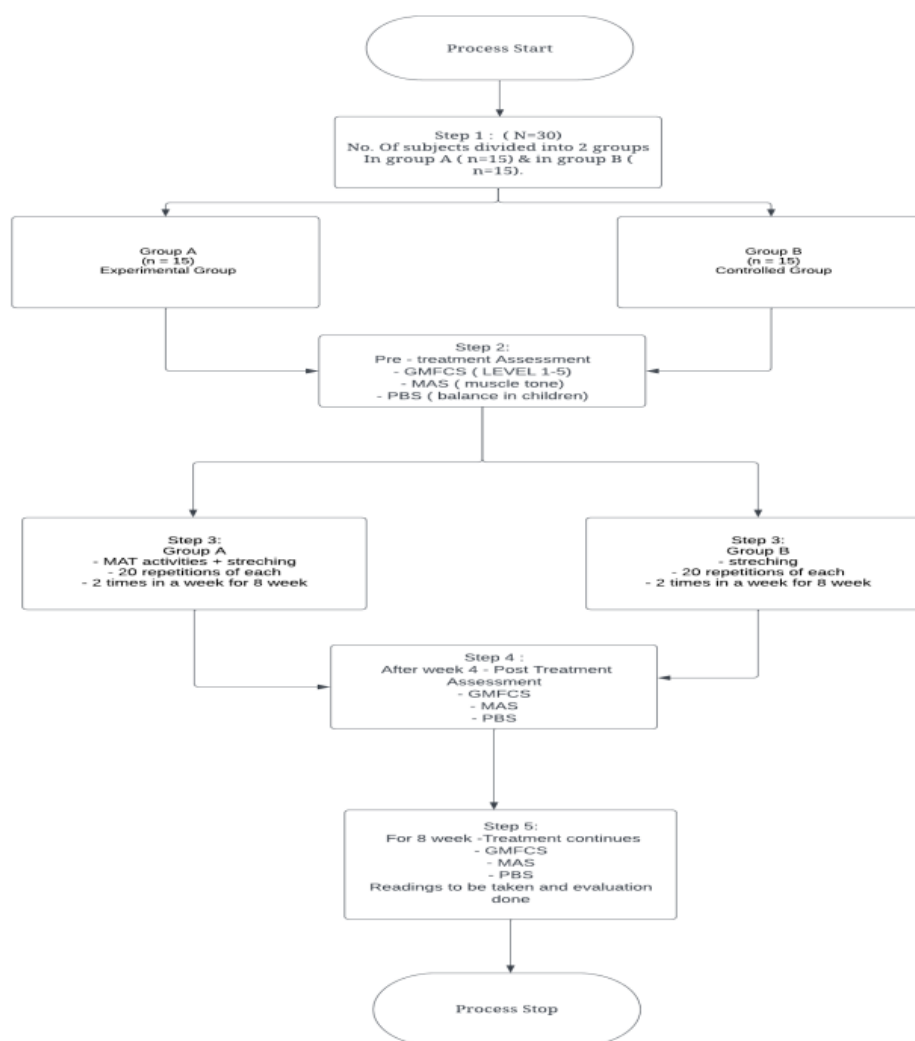 Process Start
Step 1 : ( N=30)
No. Of subjects divided into 2 groups
In group A ( n=15) & in group B (
n=15).
Group A
(n = 15)
Experimental Group
Group B
(n = 15)
Controlled Group
Step 2:
Pre - treatment Assessment
- GMFCS ( LEVEL 1-5)
- MAS ( muscle tone)
- PBS ( balance in children)
Step 3:
Group A
- MAT activities + streching
- 20 repetitions of each
- 2 times in a week for 8 week
Step 3:
Group B
- streching
- 20 repetitions of each
- 2 times in a week for 8 week
Step 4 :
After week 4 - Post Treatment
Assessment
- GMFCS
- MAS
- PBS
Step 5:
For 8 week -Treatment continues
- GMFCS
- MAS
- PBS
Readings to be taken and evaluation
done
Process Stop